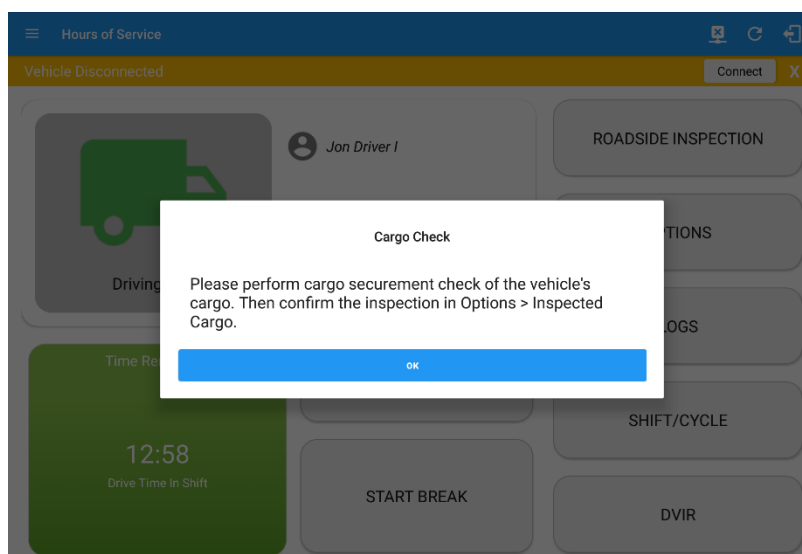 Hours of Service
Vehicle Disconnected
Connect
X
Jon Driver I
ROADSIDE INSPECTION
Driving
Cargo Check
Please perform cargo securement check of the vehicle's
cargo. Then confirm the inspection in Options > Inspected
Cargo.
OK
Time
12:58
Drive Time In Shift
START BREAK
SHIFT/CYCLE
DVIR